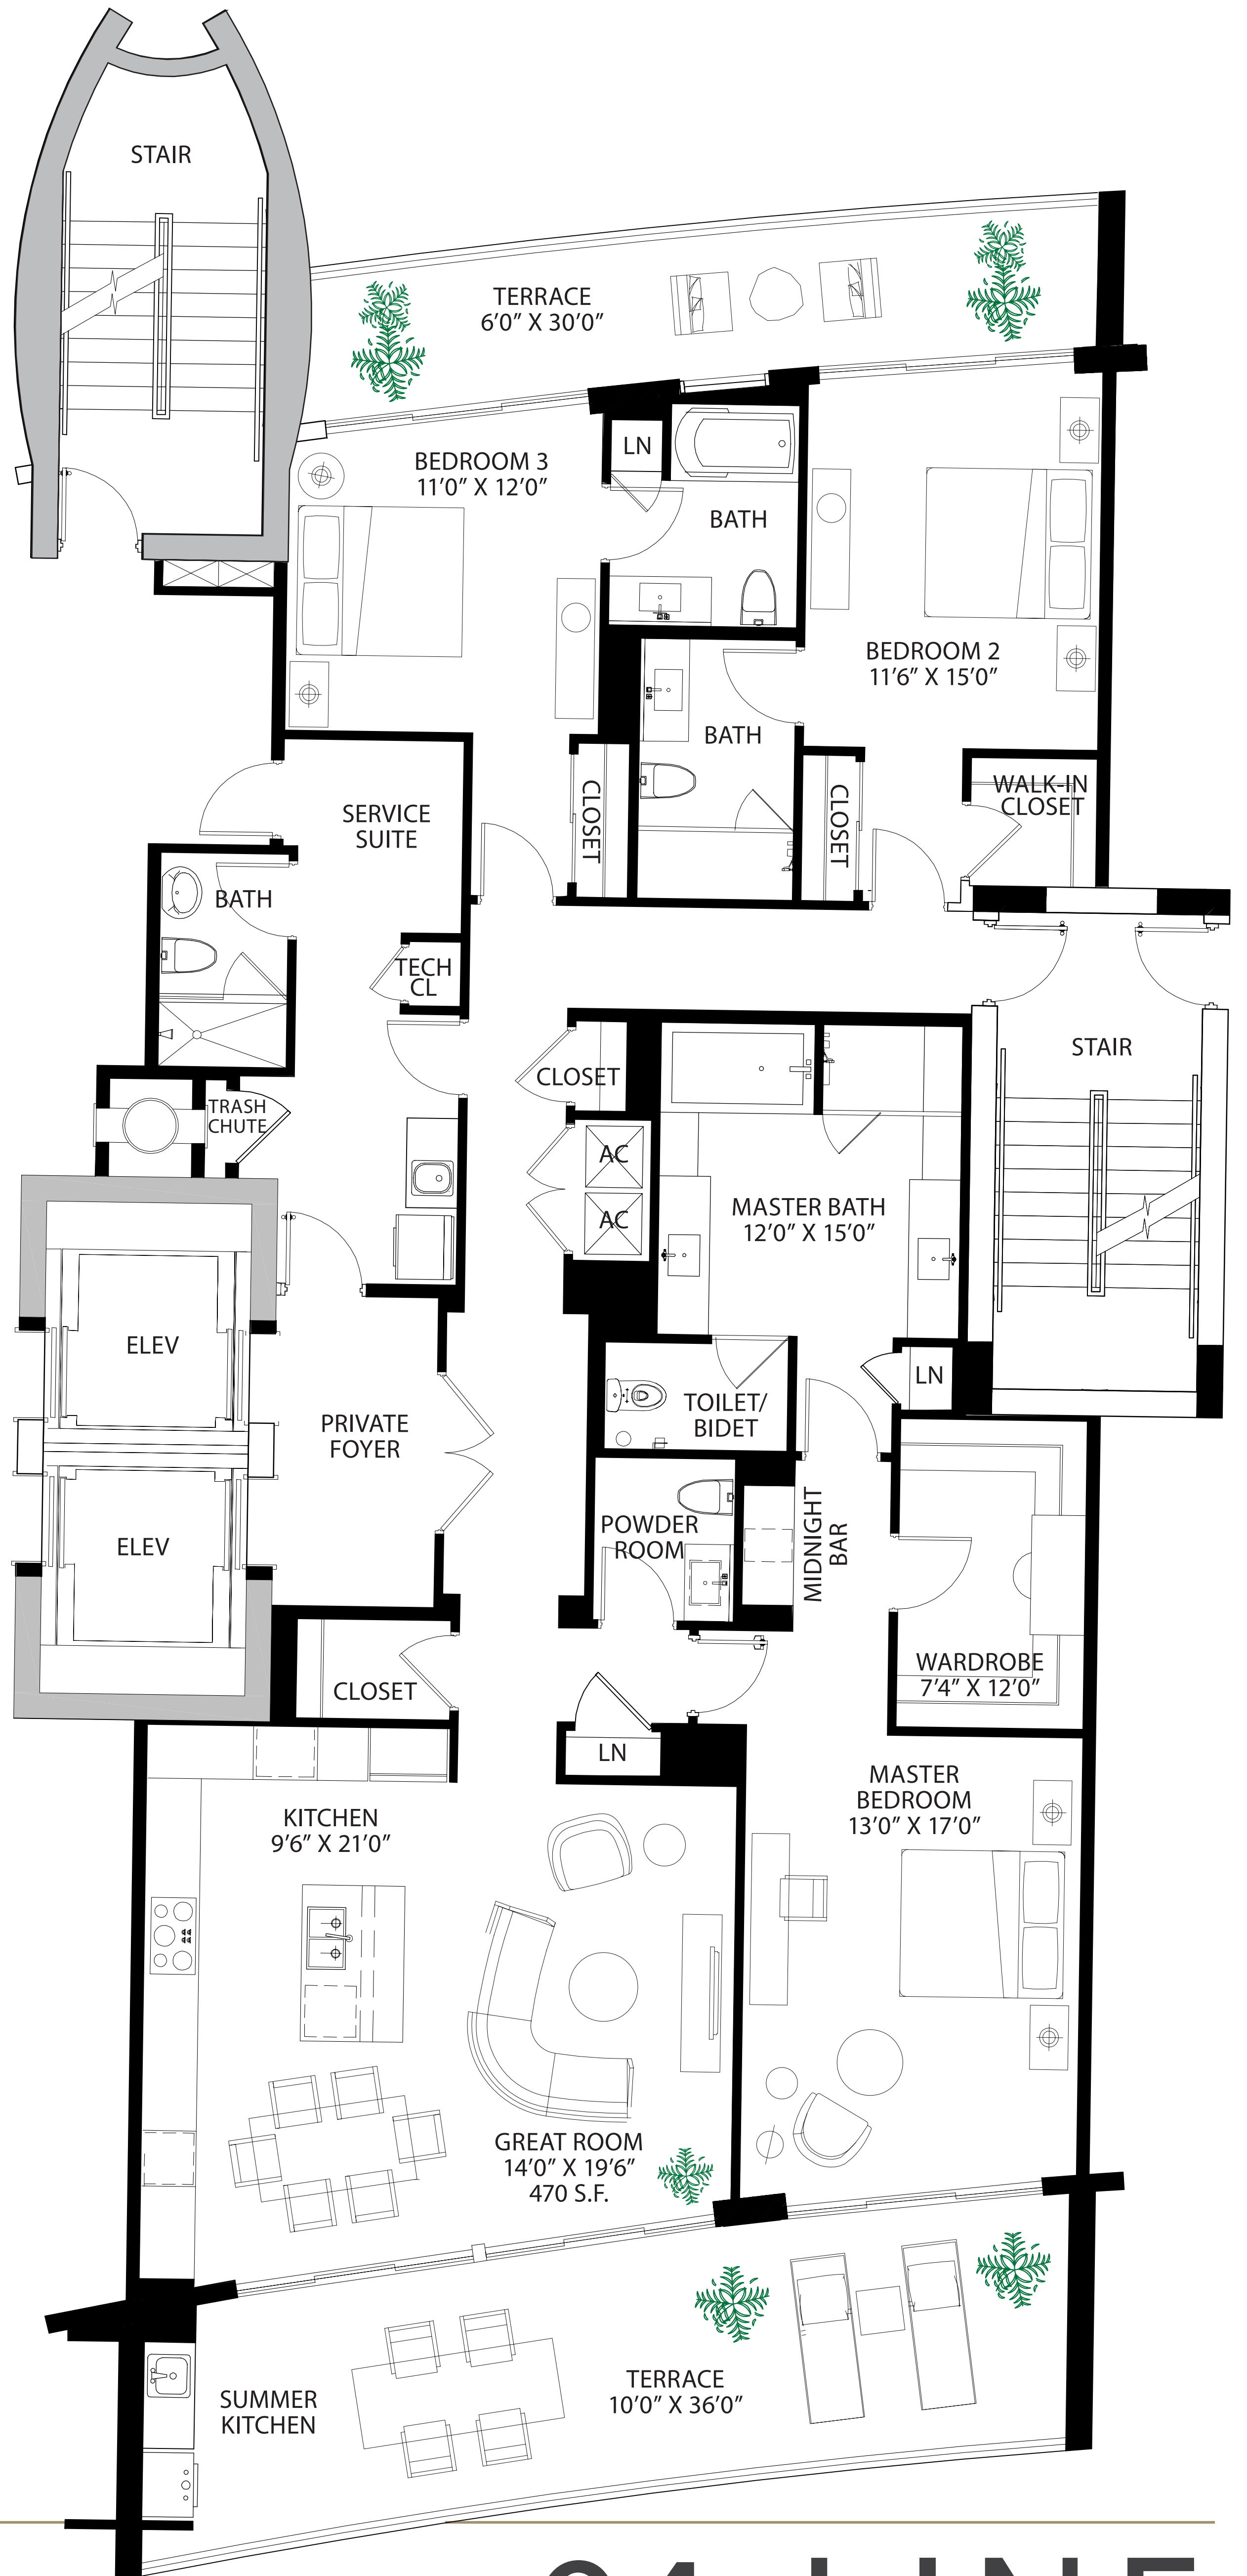 STAIR
TERRACE
6’0” X 30’0”
BEDROOM 3
11’0” X 12’0”
LN
BATH
BEDROOM 2
11’6” X 15’0”
BATH
CLOSET
CLOSET
WALK-IN
CLOSET
SERVICE
SUITE
BATH
TECH
CL
STAIR
CLOSET
TRASH
CHUTE
AC
AC
MASTER BATH
12’0” X 15’0”
ELEV
LN
TOILET/
BIDET
PRIVATE
FOYER
POWDER
ROOM
MIDNIGHT
BAR
ELEV
WARDROBE
7’4” X 12’0”
CLOSET
LN
MASTER
BEDROOM
13’0” X 17’0”
KITCHEN
9’6” X 21’0”
GREAT ROOM
14’0” X 19’6”
470 S.F.
TERRACE
10’0” X 36’0”
SUMMER
KITCHEN